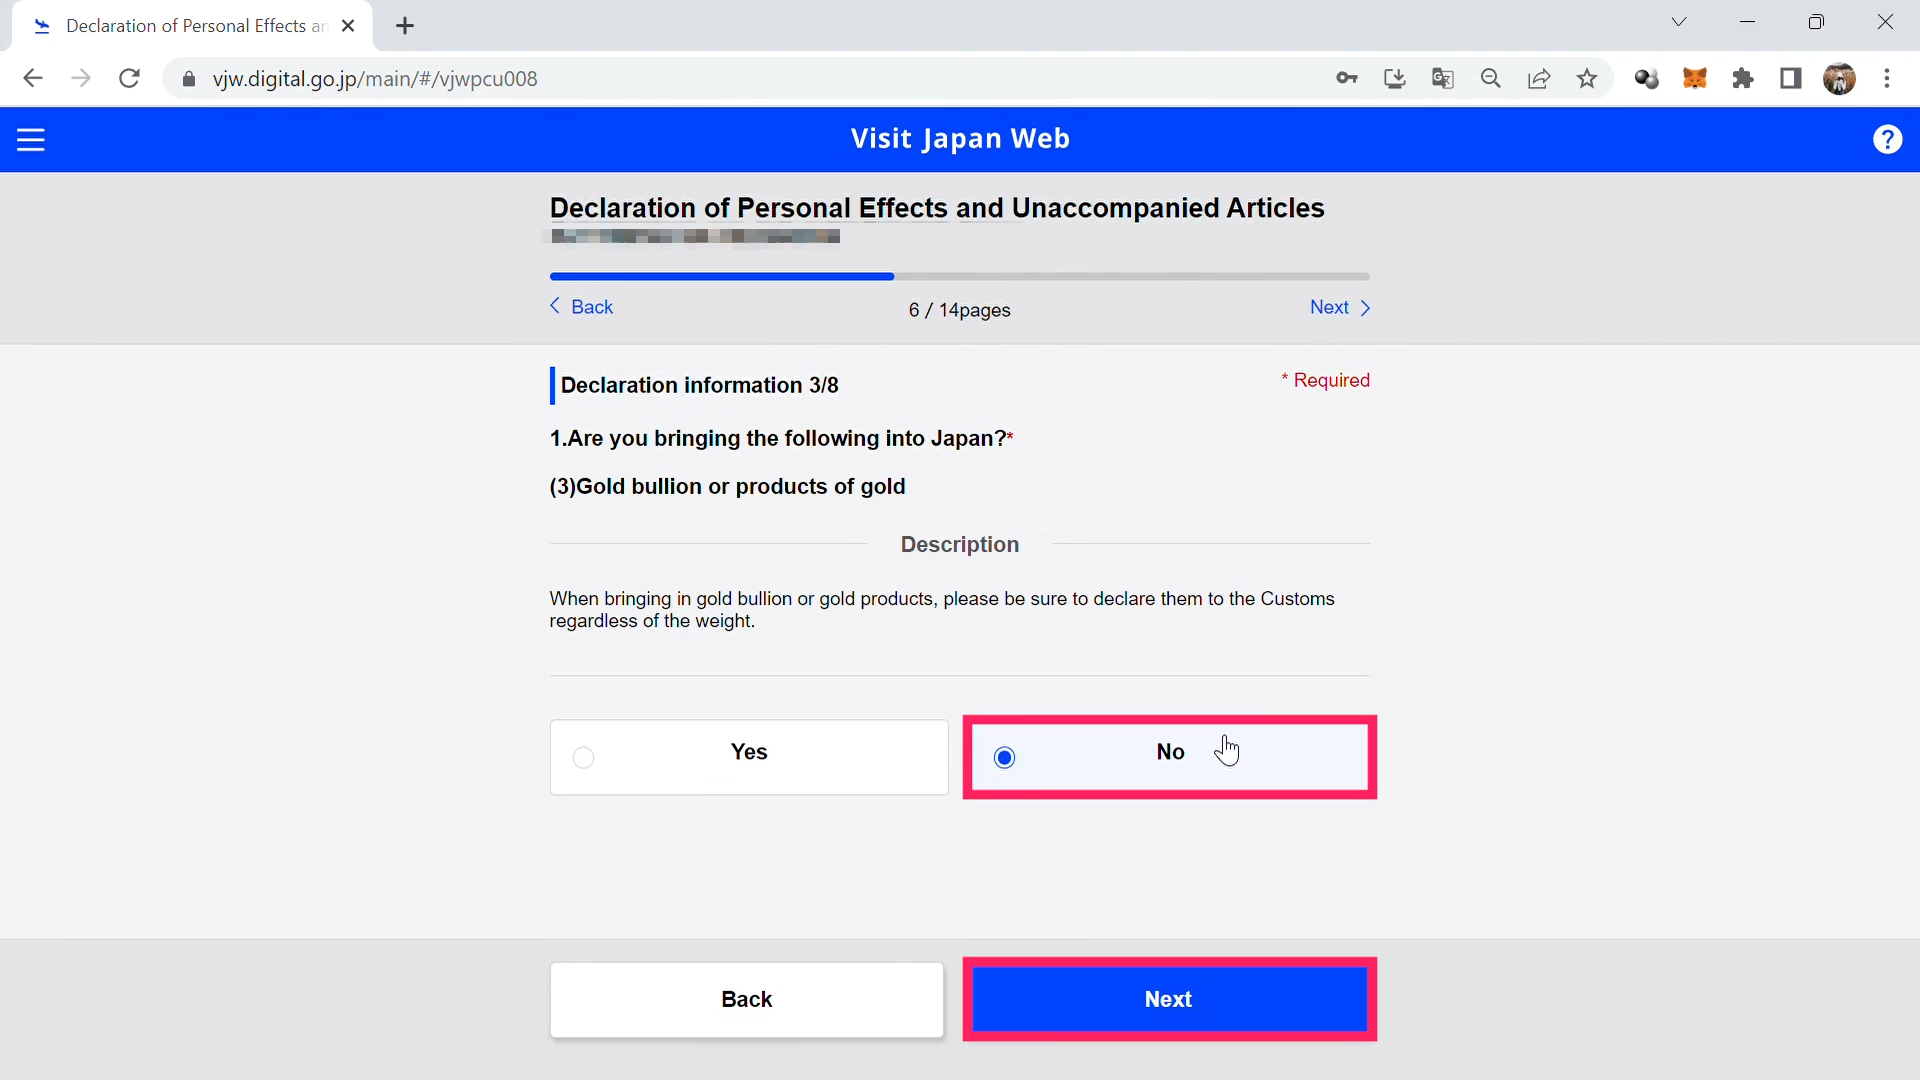 Declaration of Personal Effects ar
vjw.digital.go.jp/main/#/vjwpcu008
Visit Japan Web
?
Declaration of Personal Effects and Unaccompanied Articles
Back
6 / 14pages
Next
Declaration information 3/8
* Required
1.Are you bringing the following into Japan?*
(3)Gold bullion or products of gold
Description
When bringing in gold bullion or gold products, please be sure to declare them to the Customs
regardless of the weight.
Yes
No
Back
Next